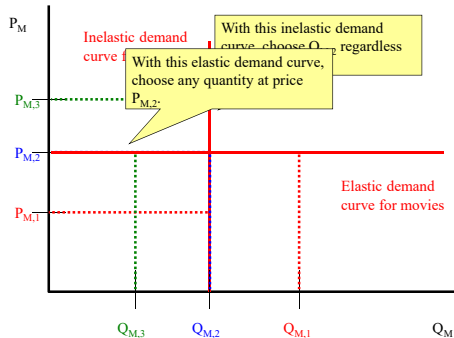 P_M
Inelastic demand
curve f
With this inelastic demand
curve, choose Q regardless
With this elastic demand curve,
choose any quantity at price
P_M,2.
P_M,3
P_M,2
P_M,1
Elastic demand
curve for movies
Q_M,3
Q_M,2
Q_M,1
Q_M